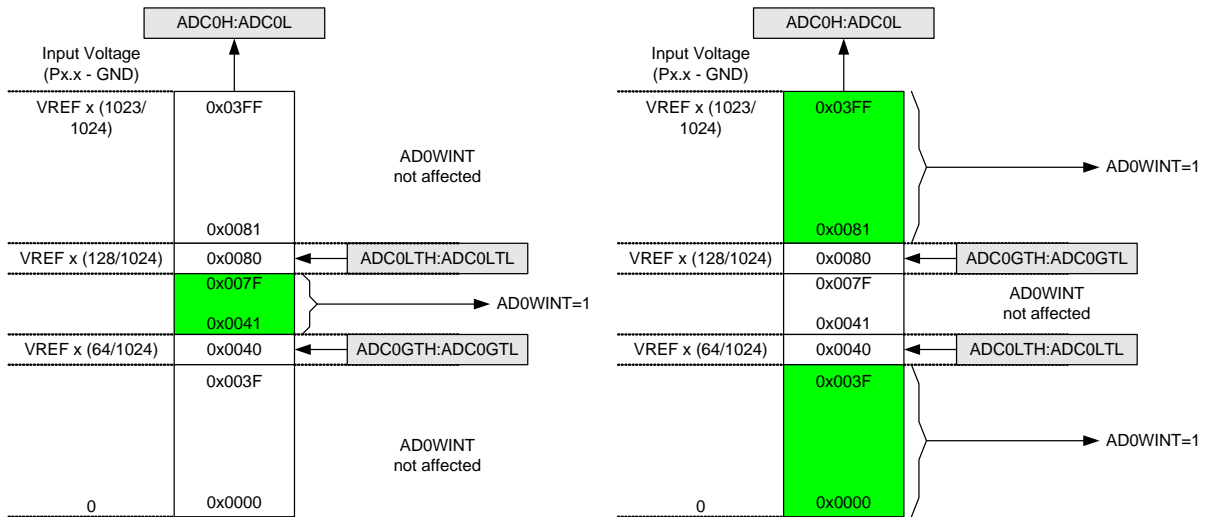 ADC0H:ADC0L
Input Voltage
(Px.x - GND)
VREF x (1023/
1024)
0x03FF
AD0WINT
not affected
0x0081
VREF x (128/1024)
0x0080
ADC0LTH:ADC0LTL
0x007F
AD0WINT=1
0x0041
VREF x (64/1024)
0x0040
ADC0GTH:ADC0GTL
0x003F
AD0WINT
not affected
0
0x0000
ADC0H:ADC0L
Input Voltage
(Px.x - GND)
VREF x (1023/
1024)
0x03FF
AD0WINT=1
0x0081
VREF x (128/1024)
0x0080
ADC0GTH:ADC0GTL
0x007F
AD0WINT
not affected
0x0041
VREF x (64/1024)
0x0040
ADC0LTH:ADC0LTL
0x003F
AD0WINT=1
0
0x0000